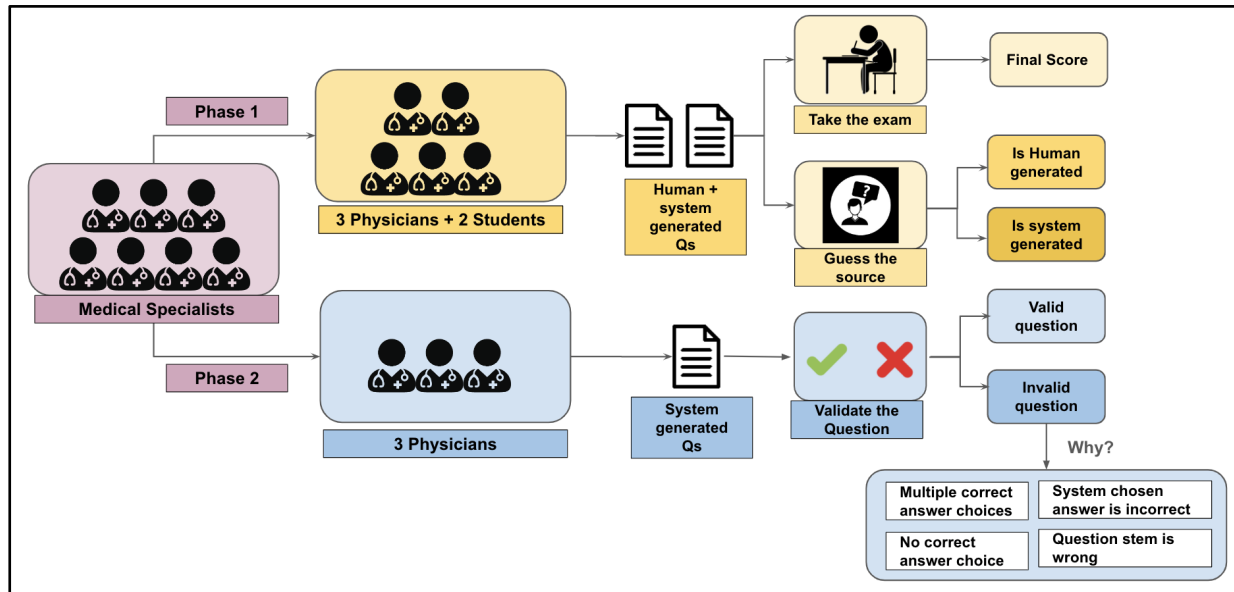 Phase 1
3 Physicians + 2 Students
Human +
system
generated
Qs
Take the exam
Final Score
?
Guess the
source
Is Human
generated
Is system
generated
Medical Specialists
Phase 2
3 Physicians
System
generated
Qs
Validate the
Question
Valid
question
Invalid
question
Why?
Multiple correct
answer choices
System chosen
answer is incorrect
No correct
answer choice
Question stem is
wrong